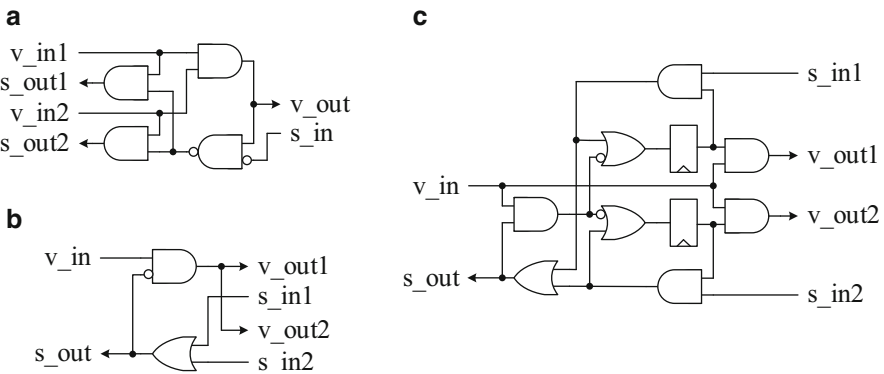 a
v_in1
s_out1
v_in2
s_out2
v_out
s_in
b
v_in
v_out1
s_in1
v_out2
s_out
s_in2
c
s_in1
v_out1
v_in
v_out2
s_out
s_in2